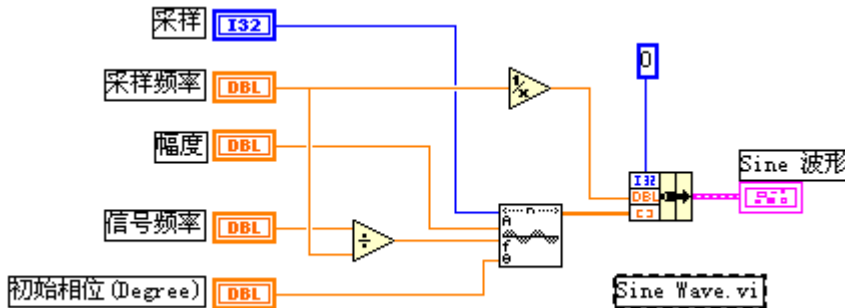 采样
I32
采样频率
DBL
1/x
0
幅度
DBL
Sine 波形
I32
DBL
[ ]
信号频率
DBL
÷
n
A
f
θ
初始相位(Degree)
DBL
Sine Wave.vi